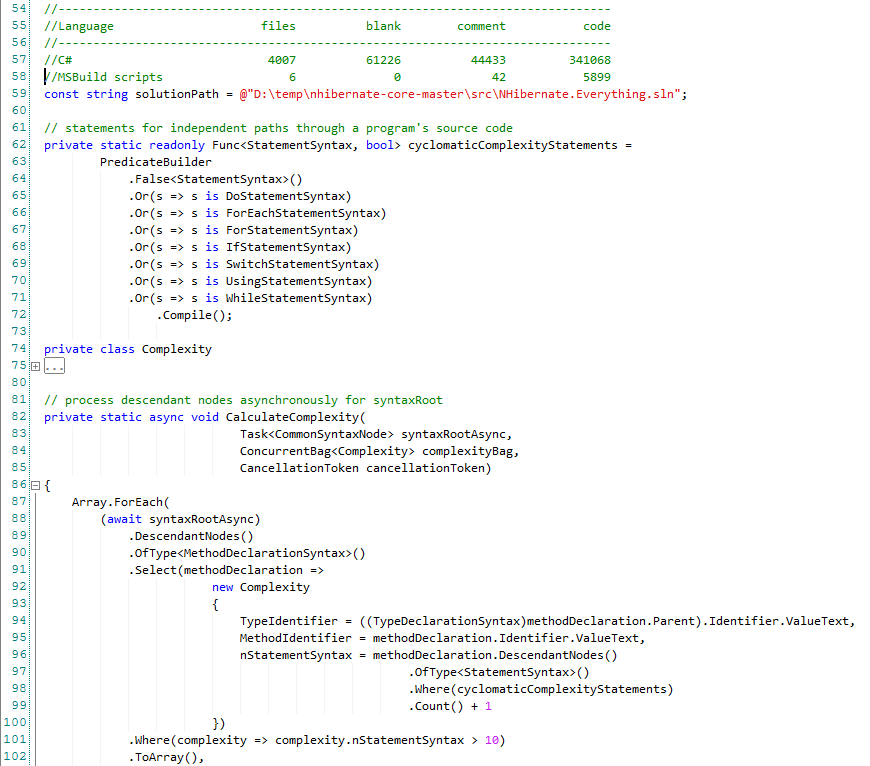 54 //-------------------------------------------------------------------------------
55 //Language                     files          blank        comment           code
56 //-------------------------------------------------------------------------------
57 //C#                            4007          61226          44433         341068
58 //MSBuild scripts                  6              0             42           5899
59 const string solutionPath = @"D:\temp\nhibernate-core-master\src\NHibernate.Everything.sln";
60
61 // statements for independent paths through a program's source code
62 private static readonly Func<StatementSyntax, bool> cyclomaticComplexityStatements =
63         PredicateBuilder
64             .False<StatementSyntax>()
65             .Or(s => s is DoStatementSyntax)
66             .Or(s => s is ForEachStatementSyntax)
67             .Or(s => s is ForStatementSyntax)
68             .Or(s => s is IfStatementSyntax)
69             .Or(s => s is SwitchStatementSyntax)
70             .Or(s => s is UsingStatementSyntax)
71             .Or(s => s is WhileStatementSyntax)
72                 .Compile();
73
74 private class Complexity
75 ...
80
81 // process descendant nodes asynchronously for syntaxRoot
82 private static async void CalculateComplexity(
83                             Task<CommonSyntaxNode> syntaxRootAsync,
84                             ConcurrentBag<Complexity> complexityBag,
85                             CancellationToken cancellationToken)
86 {
87     Array.ForEach(
88         (await syntaxRootAsync)
89             .DescendantNodes()
90             .OfType<MethodDeclarationSyntax>()
91             .Select(methodDeclaration =>
92                         new Complexity
93                         {
94                             TypeIdentifier = ((TypeDeclarationSyntax)methodDeclaration.Parent).Identifier.ValueText,
95                             MethodIdentifier = methodDeclaration.Identifier.ValueText,
96                             nStatementSyntax = methodDeclaration.DescendantNodes()
97                                                     .OfType<StatementSyntax>()
98                                                     .Where(cyclomaticComplexityStatements)
99                                                     .Count() + 1
100                         })
101             .Where(complexity => complexity.nStatementSyntax > 10)
102             .ToArray(),